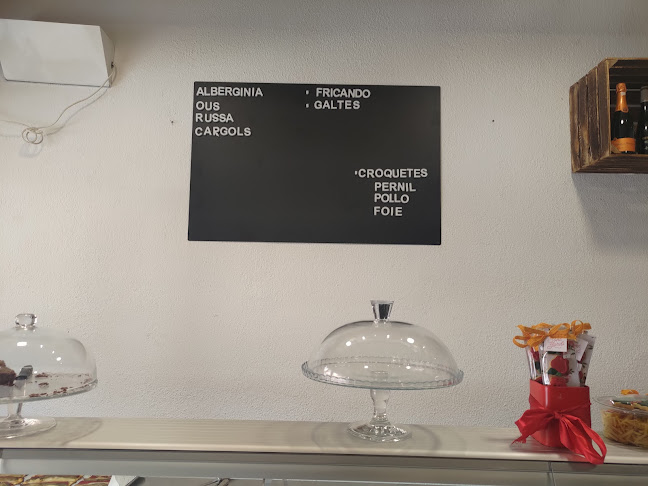 ALBERGINIA
OUS
RUSSA
CARGOLS
• FRICANDO
• GALTES
•CROQUETES
PERNIL
POLLO
FOIE